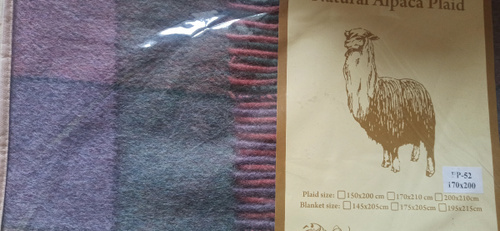 Natural Alpaca Plaid
P-52
170x200
Plaid size: 150x200 cm 170x210 cm 200x210cm
Blanket size: 145x205cm 175x205cm 195x215cm